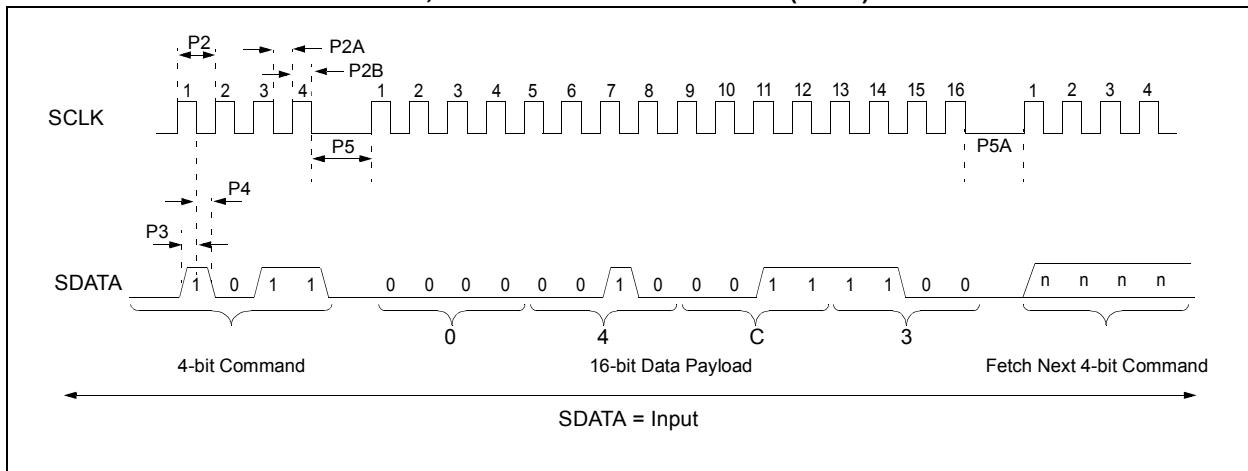 P2
P2A
P2B
1 2 3 4 1 2 3 4 5 6 7 8 9 10 11 12 13 14 15 16 1 2 3 4
SCLK
P5
P5A
P4
P3
SDATA
1 0 1 1 0 0 0 0 0 0 1 0 0 0 1 1 1 1 0 0 n n n n
0 4 C 3
4-bit Command 16-bit Data Payload Fetch Next 4-bit Command
SDATA = Input